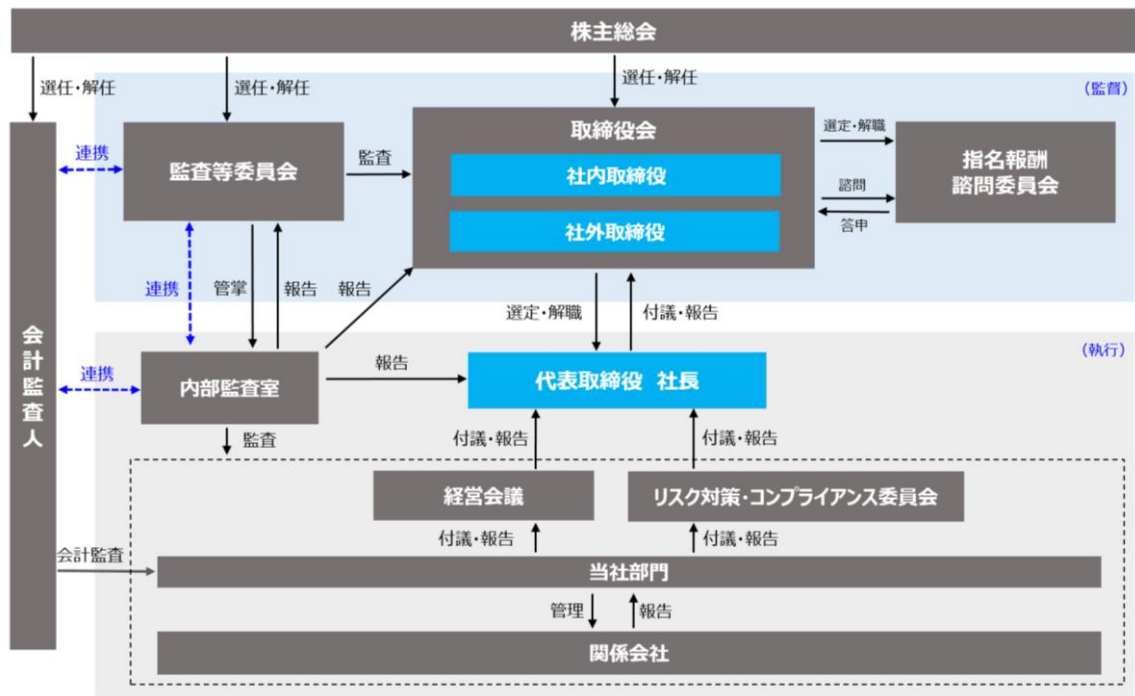 株主総会
選任・解任
選任・解任
選任・解任
(監督)
連携
監査等委員会
監査
取締役会
社内取締役
社外取締役
選定・解職
諮問
答申
指名報酬
諮問委員会
連携
管掌
報告
報告
選定・解職
付議・報告
会計監査人
(執行)
連携
内部監査室
報告
代表取締役 社長
監査
付議・報告
付議・報告
経営会議
リスク対策・コンプライアンス委員会
付議・報告
付議・報告
会計監査
当社部門
管理
報告
関係会社